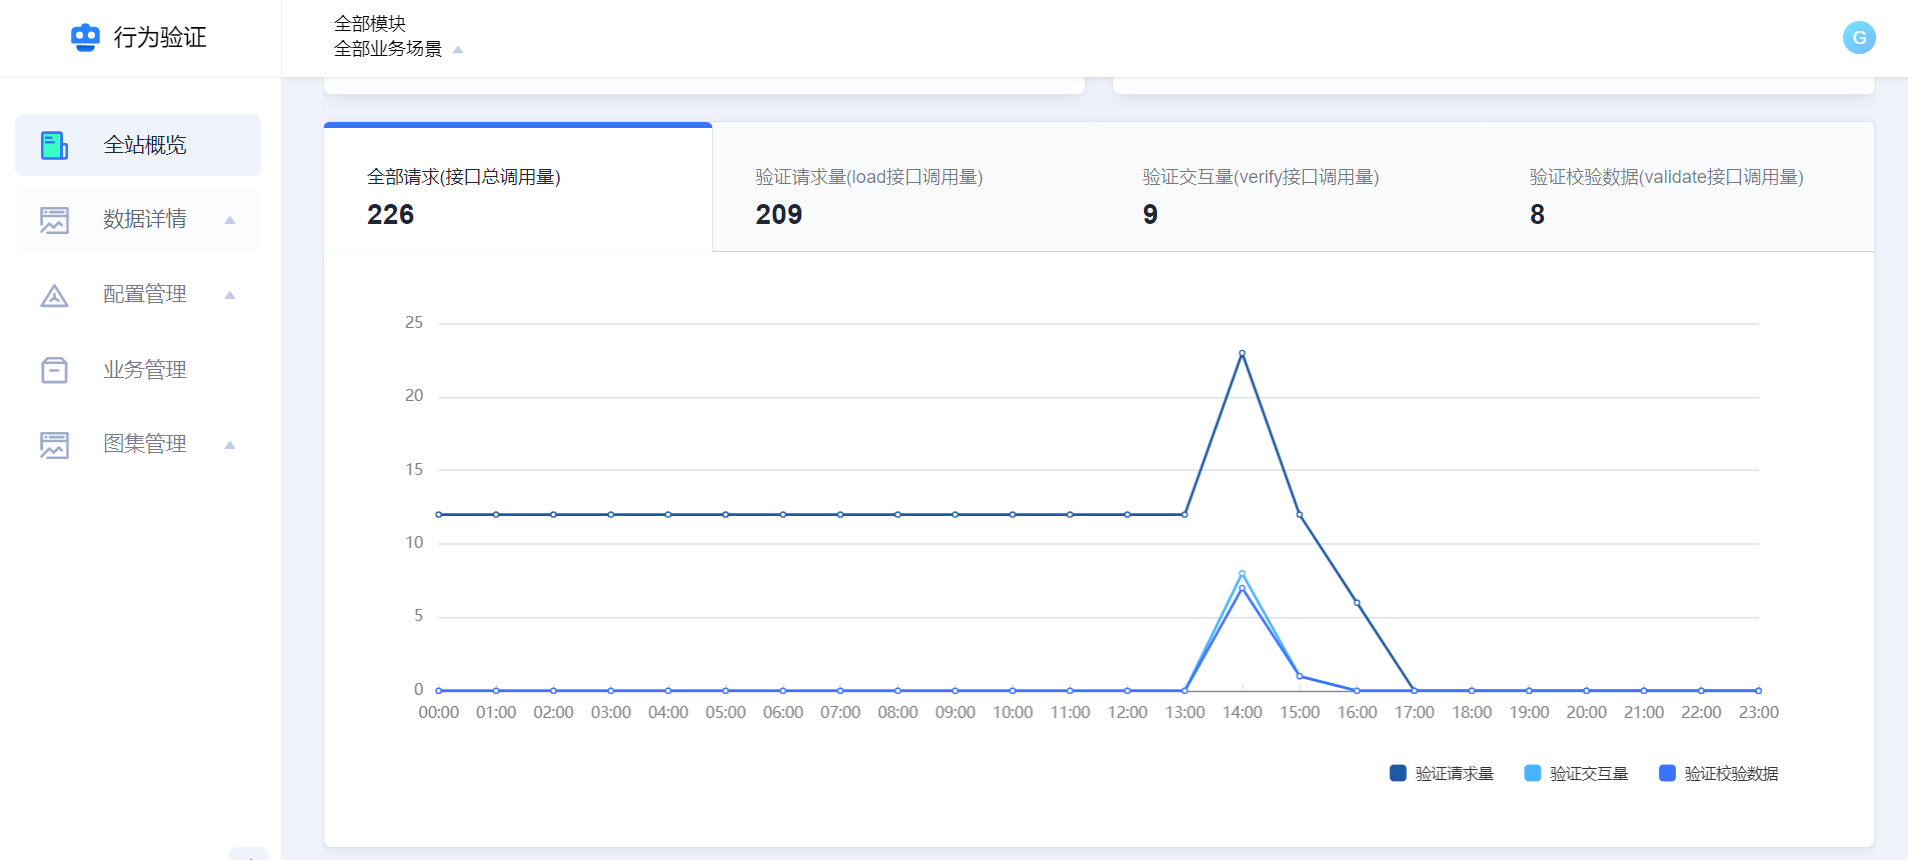 行为验证
全部模块
全部业务场景
G
全站概览
数据详情
配置管理
业务管理
图集管理
全部请求(接口总调用量)
226
验证请求量(load接口调用量)
209
验证交互量(verify接口调用量)
9
验证校验数据(validate接口调用量)
8
25
20
15
10
5
0
00:00 01:00 02:00 03:00 04:00 05:00 06:00 07:00 08:00 09:00 10:00 11:00 12:00 13:00 14:00 15:00 16:00 17:00 18:00 19:00 20:00 21:00 22:00 23:00
验证请求量 验证交互量 验证校验数据